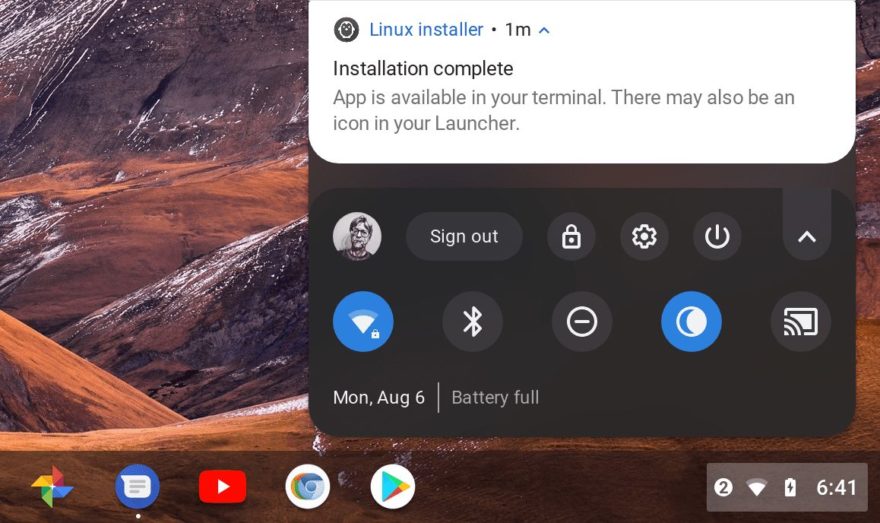 Linux installer • 1m
Installation complete
App is available in your terminal. There may also be an
icon in your Launcher.
Sign out
Mon, Aug 6 | Battery full
2 6:41